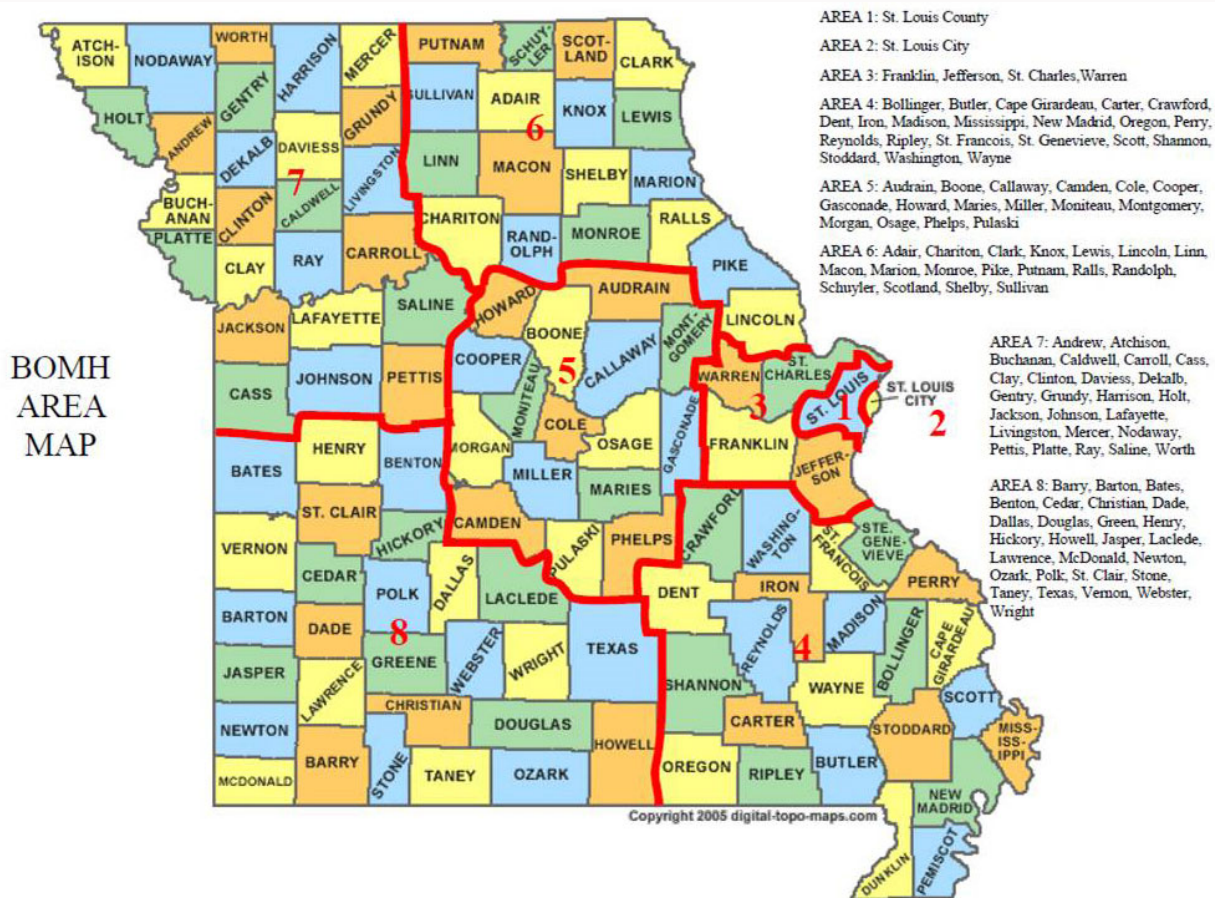 BOMH
AREA
MAP
ATCH-
ISON
NODAWAY
WORTH
HARRISON
MERCER
PUTNAM
SCHUY-
LER
SCOT-
LAND
CLARK
HOLT
ANDREW
GENTRY
DEKALB
DAVIESS
GRUNDY
SULLIVAN
ADAIR
KNOX
LEWIS
6
7
BUCH-
ANAN
CLINTON
CALDWELL
LIVINGSTON
LINN
MACON
SHELBY
MARION
PLATTE
CLAY
RAY
CARROLL
CHARITON
RAND-
OLPH
MONROE
RALLS
PIKE
JACKSON
LAFAYETTE
SALINE
HOWARD
BOONE
AUDRAIN
LINCOLN
CASS
JOHNSON
PETTIS
COOPER
MONITEAU
CALLAWAY
MONT-
GOMERY
WARREN
ST.
CHARLES
ST. LOUIS
ST. LOUIS
CITY
5
3
1
2
BATES
HENRY
BENTON
MORGAN
COLE
OSAGE
GASCONADE
FRANKLIN
JEFFER-
SON
MILLER
MARIES
ST. CLAIR
HICKORY
CAMDEN
PULASKI
PHELPS
CRAWFORD
WASHING-
TON
ST.
FRANCOIS
STE.
GENE-
VIEVE
VERNON
CEDAR
POLK
DALLAS
LACLEDE
DENT
IRON
PERRY
BARTON
DADE
8
GREENE
WEBSTER
WRIGHT
TEXAS
REYNOLDS
4
MADISON
BOLLINGER
CAPE
GIRARDEAU
JASPER
LAWRENCE
CHRISTIAN
SHANNON
WAYNE
SCOTT
NEWTON
BARRY
STONE
DOUGLAS
HOWELL
CARTER
STODDARD
MISS-
ISS-
IPPI
MCDONALD
TANEY
OZARK
OREGON
RIPLEY
BUTLER
NEW
MADRID
DUNKLIN
PEMISCOT
Copyright 2005 digital-topo-maps.com
AREA 1: St. Louis County
AREA 2: St. Louis City
AREA 3: Franklin, Jefferson, St. Charles,Warren
AREA 4: Bollinger, Butler, Cape Girardeau, Carter, Crawford,
Dent, Iron, Madison, Mississippi, New Madrid, Oregon, Perry,
Reynolds, Ripley, St. Francois, St. Genevieve, Scott, Shannon,
Stoddard, Washington, Wayne
AREA 5: Audrain, Boone, Callaway, Camden, Cole, Cooper,
Gasconade, Howard, Maries, Miller, Moniteau, Montgomery,
Morgan, Osage, Phelps, Pulaski
AREA 6: Adair, Chariton, Clark, Knox, Lewis, Lincoln, Linn,
Macon, Marion, Monroe, Pike, Putnam, Ralls, Randolph,
Schuyler, Scotland, Shelby, Sullivan
AREA 7: Andrew, Atchison,
Buchanan, Caldwell, Carroll, Cass,
Clay, Clinton, Daviess, Dekalb,
Gentry, Grundy, Harrison, Holt,
Jackson, Johnson, Lafayette,
Livingston, Mercer, Nodaway,
Pettis, Platte, Ray, Saline, Worth
AREA 8: Barry, Barton, Bates,
Benton, Cedar, Christian, Dade,
Dallas, Douglas, Green, Henry,
Hickory, Howell, Jasper, Laclede,
Lawrence, McDonald, Newton,
Ozark, Polk, St. Clair, Stone,
Taney, Texas, Vernon, Webster,
Wright